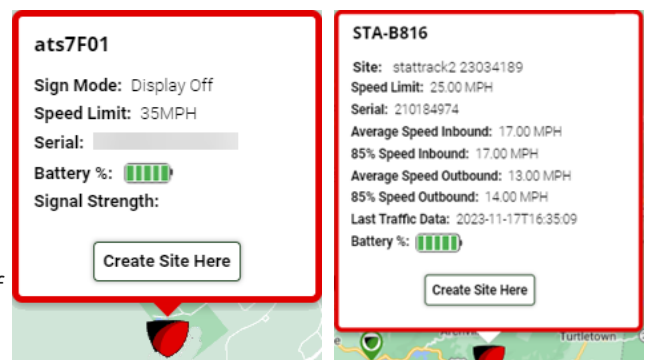 ats7F01
Sign Mode: Display Off
Speed Limit: 35MPH
Serial:
Battery %:
Signal Strength:
Create Site Here
STA-B816
Site: stattrack2 23034189
Speed Limit: 25.00 MPH
Serial: 210184974
Average Speed Inbound: 17.00 MPH
85% Speed Inbound: 17.00 MPH
Average Speed Outbound: 13.00 MPH
85% Speed Outbound: 14.00 MPH
Last Traffic Data: 2023-11-17T16:35:09
Battery %:
Create Site Here
Turtletown